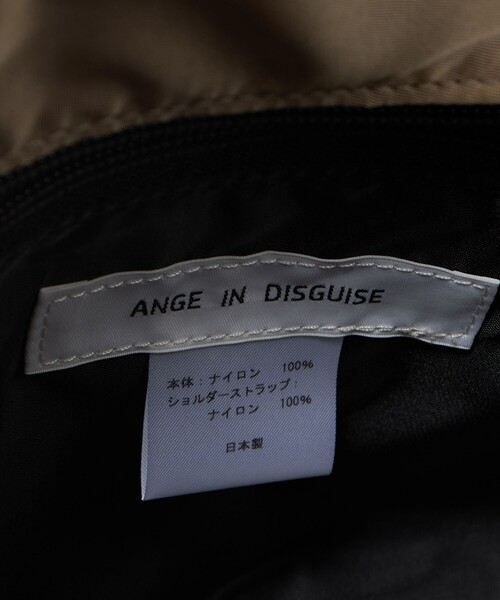 ANGE IN DISGUISE
本体：ナイロン 100%
ショルダーストラップ：
ナイロン 100%
日本製